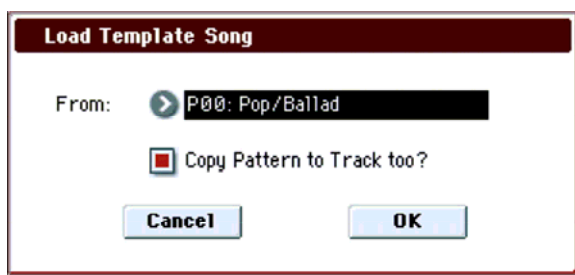 Load Template Song
From: P00: Pop/Ballad
Copy Pattern to Track too?
Cancel OK